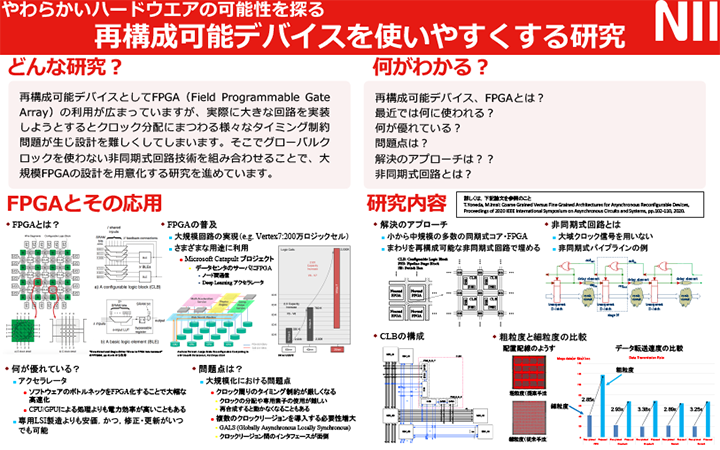 やわらかいハードウエアの可能性を探る
再構成可能デバイスを使いやすくする研究
NII
どんな研究？
再構成可能デバイスとしてFPGA（Field Programmable Gate
Array）の利用が広まっていますが、実際に大きな回路を実装
しようとするとクロック分配にまつわる様々なタイミング制約
問題が生じ設計を難しくしてしまいます。そこでグローバルク
ロックを使わない非同期式回路技術を組み合わせることで、大
規模FPGAの設計を用意化する研究を進めています。
何がわかる？
再構成可能デバイス、FPGAとは？
最近では何に使われる？
何が優れている？
問題点は？
解決のアプローチは？？
非同期式回路とは？
FPGAとその応用
FPGAとは？
a) A configurable logic block (CLB)
b) A basic logic element (BLE)
FPGAの普及
大規模回路の実現 (e.g. Vertex7:200万ロジックセル)
さまざまな用途に利用
Microsoft Catapult プロジェクト
データセンタのサーバにFPGA
ノード間通信
Deep Learning アクセラレータ
何が優れている？
アクセラレータ
ソフトウェアのボトルネックをFPGA化することで大幅な
高速化
CPU/GPUによる処理よりも電力効率が高いこともある
専用LSI製造よりも安価、かつ、修正・更新がいつ
でも可能
問題点は？
大規模化における問題点
クロック周りのタイミング制約が厳しくなる
クロックの分配や専用素子の使用が難しい
再合成すると動かなくなることもある
複数のクロックリージョンを導入する必要性増大
GALS (Globally Asynchronous Locally Synchronous)
クロックリージョン間のインタフェースが面倒
研究内容
詳しくは、下記論文を参照のこと
T.Yoneda, M.Imai: Coarse Grained Versus Fine Grained Architectures for Asynchronous Reconfigurable Devices,
Proceedings of 2020 IEEE International Symposium on Asynchronous Circuits and Systems, pp.102-110, 2020.
解決のアプローチ
小から中規模の多数の同期式コア・FPGA
まわりを再構成可能な非同期式回路で埋める
CLB: Configurable Logic Block
PSB: Pipeline Stage Block
SB: Switch Box
非同期式回路とは
大域クロック信号を用いない
非同期式パイプラインの例
CLBの構成
粗粒度と細粒度の比較
配置配線のようす
粗粒度(提案手法)
細粒度(従来手法)
データ転送速度の比較
Data Transmission Rate
細粒度
粗粒度
2.85x
2.93x
3.38x
2.89x
3.25x